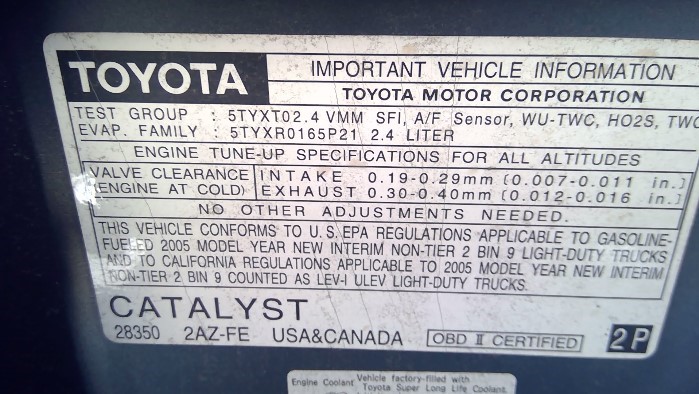 TOYOTA
IMPORTANT VEHICLE INFORMATION
TOYOTA MOTOR CORPORATION
TEST GROUP : 5TYXT02.4 VMM SFI, A/F Sensor, WU-TWC, HO2S, TWC
EVAP. FAMILY : 5TYXR0165P21 2.4 LITER
ENGINE TUNE-UP SPECIFICATIONS FOR ALL ALTITUDES
VALVE CLEARANCE INTAKE 0.19-0.29mm (0.007-0.011 in.)
(ENGINE AT COLD) EXHAUST 0.30-0.40mm (0.012-0.016 in.)
NO OTHER ADJUSTMENTS NEEDED.
THIS VEHICLE CONFORMS TO U.S. EPA REGULATIONS APPLICABLE TO GASOLINE-
FUELED 2005 MODEL YEAR NEW INTERIM NON-TIER 2 BIN 9 LIGHT-DUTY TRUCKS
AND TO CALIFORNIA REGULATIONS APPLICABLE TO 2005 MODEL YEAR NEW INTERIM
NON-TIER 2 BIN 9 COUNTED AS LEV-I ULEV LIGHT-DUTY TRUCKS.
CATALYST
28350 2AZ-FE USA&CANADA OBD II CERTIFIED 2P
Engine Coolant Vehicle factory-filled with
Toyota Super Long Life Coolant.